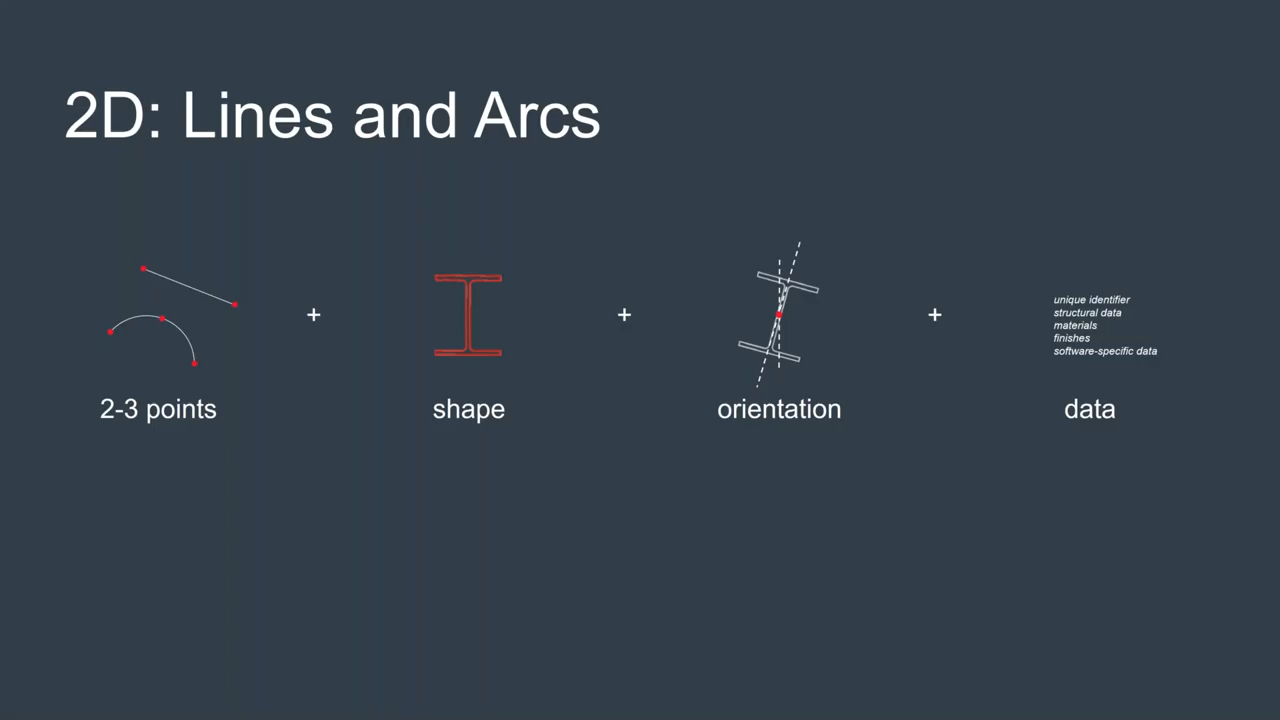 2D: Lines and Arcs
+
+
+
unique identifier
structural data
materials
finishes
software-specific data
2-3 points
shape
orientation
data